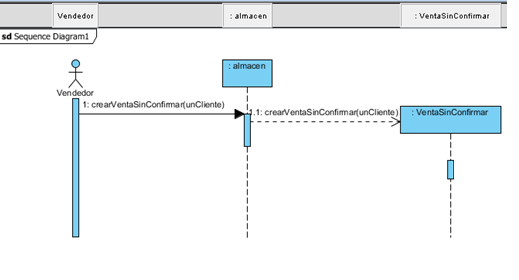 Vendedor
: almacen
: VentaSinConfirmar
sd Sequence Diagram1
: almacen
Vendedor
1: crearVentaSinConfirmar(unCliente)
1.1: crearVentaSinConfirmar(unCliente)
: VentaSinConfirmar